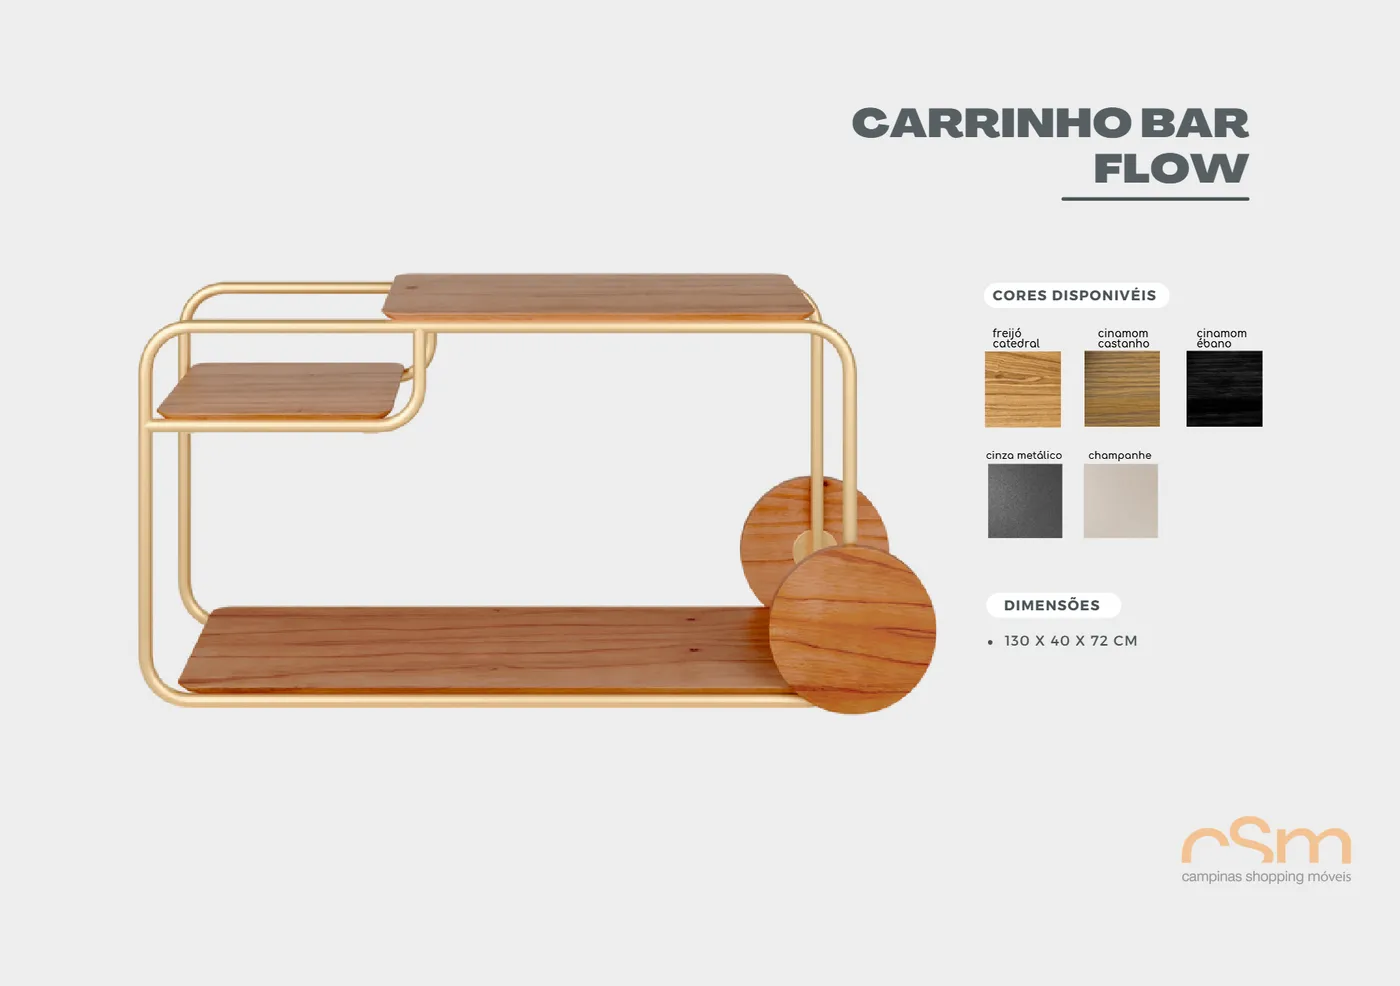 CARRINHO BAR
FLOW
CORES DISPONIVÉIS
freijó
catedral
cinamom
castanho
cinamom
ébano
cinza metálico
champanhe
DIMENSÕES
• 130 X 40 X 72 CM
rsm
campinas shopping móveis